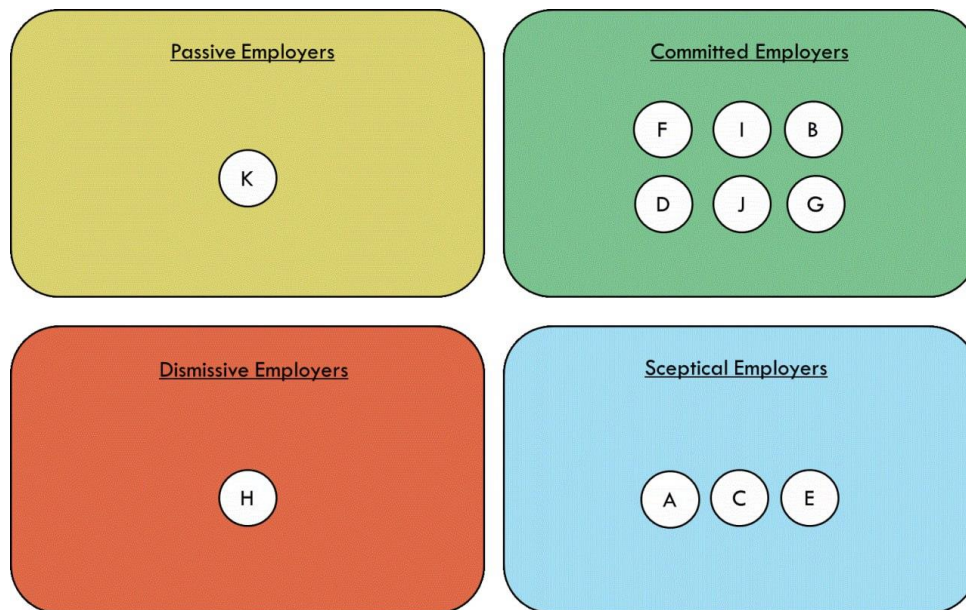 Passive Employers
K
Committed Employers
F I B
D J G
Dismissive Employers
H
Sceptical Employers
A C E